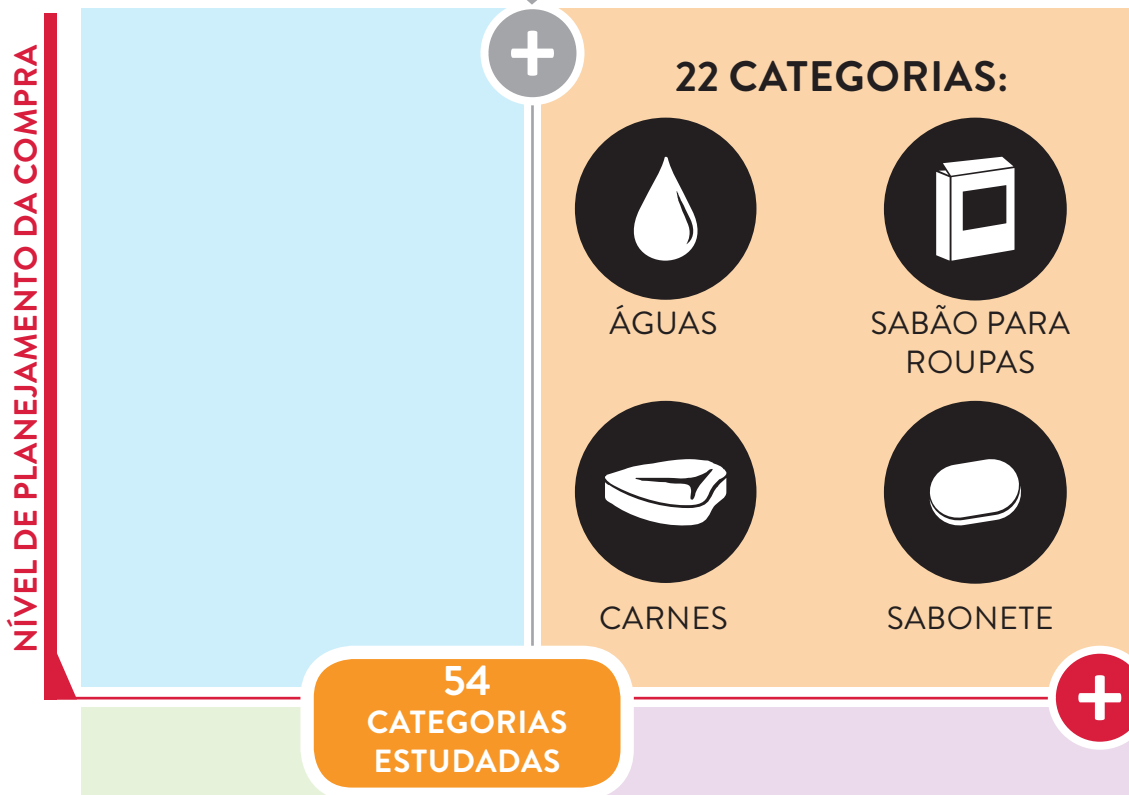 NÍVEL DE PLANEJAMENTO DA COMPRA
22 CATEGORIAS:
ÁGUAS
SABÃO PARA
ROUPAS
CARNES
SABONETE
54
CATEGORIAS
ESTUDADAS